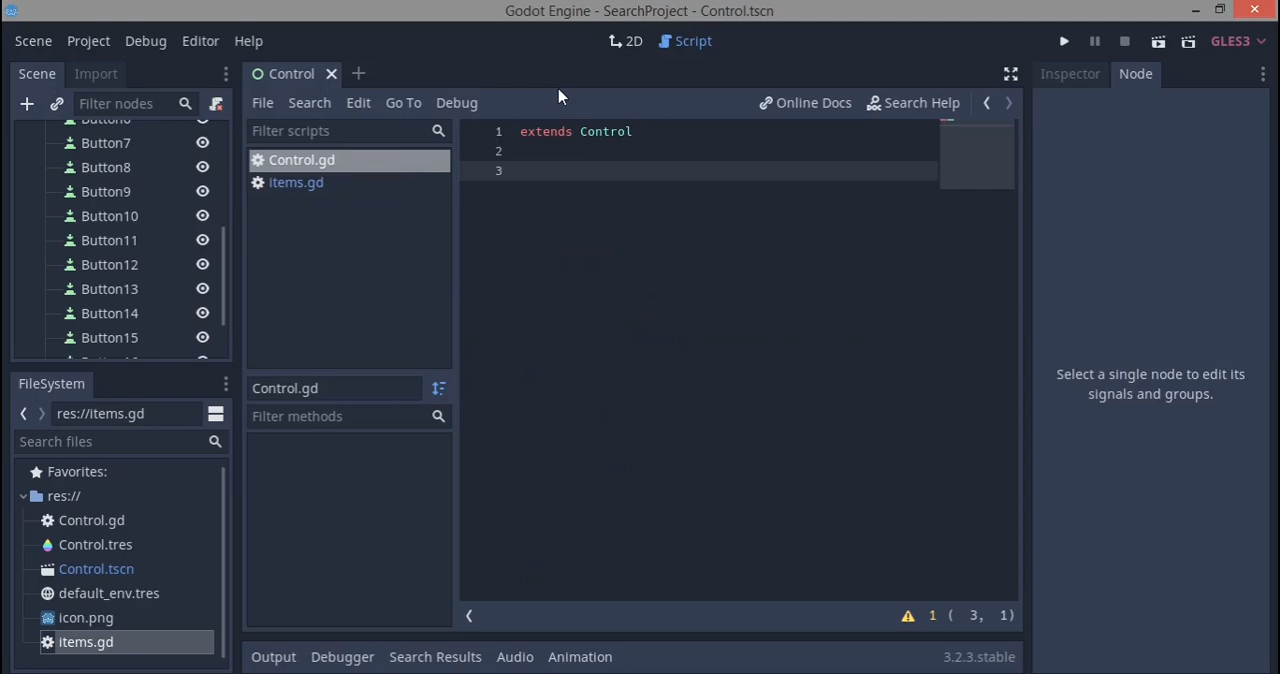 Godot Engine - SearchProject - Control.tscn
Scene Project Debug Editor Help
2D Script
GLES3
Scene Import
Control
Inspector Node
Filter nodes
File Search Edit Go To Debug
Online Docs Search Help
Filter scripts
Control.gd
items.gd
1 extends Control
2
3
Button6
Button7
Button8
Button9
Button10
Button11
Button12
Button13
Button14
Button15
Control.gd
Filter methods
Select a single node to edit its
signals and groups.
FileSystem
res://items.gd
Search files
Favorites:
res://
Control.gd
Control.tres
Control.tscn
default_env.tres
icon.png
items.gd
1 ( 3, 1)
Output Debugger Search Results Audio Animation
3.2.3.stable